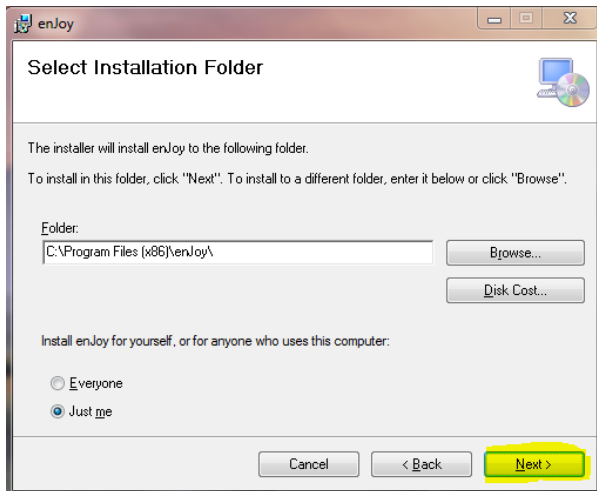 enJoy
Select Installation Folder
The installer will install enJoy to the following folder.
To install in this folder, click "Next". To install to a different folder, enter it below or click "Browse".
Folder:
C:\Program Files (x86)\enJoy\
Browse...
Disk Cost...
Install enJoy for yourself, or for anyone who uses this computer:
Everyone
Just me
Cancel
< Back
Next >